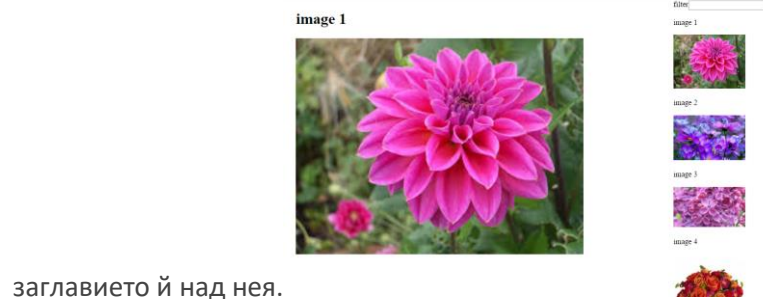 image 1
filter
image 1
image 2
image 3
image 4
заглавието ѝ над нея.